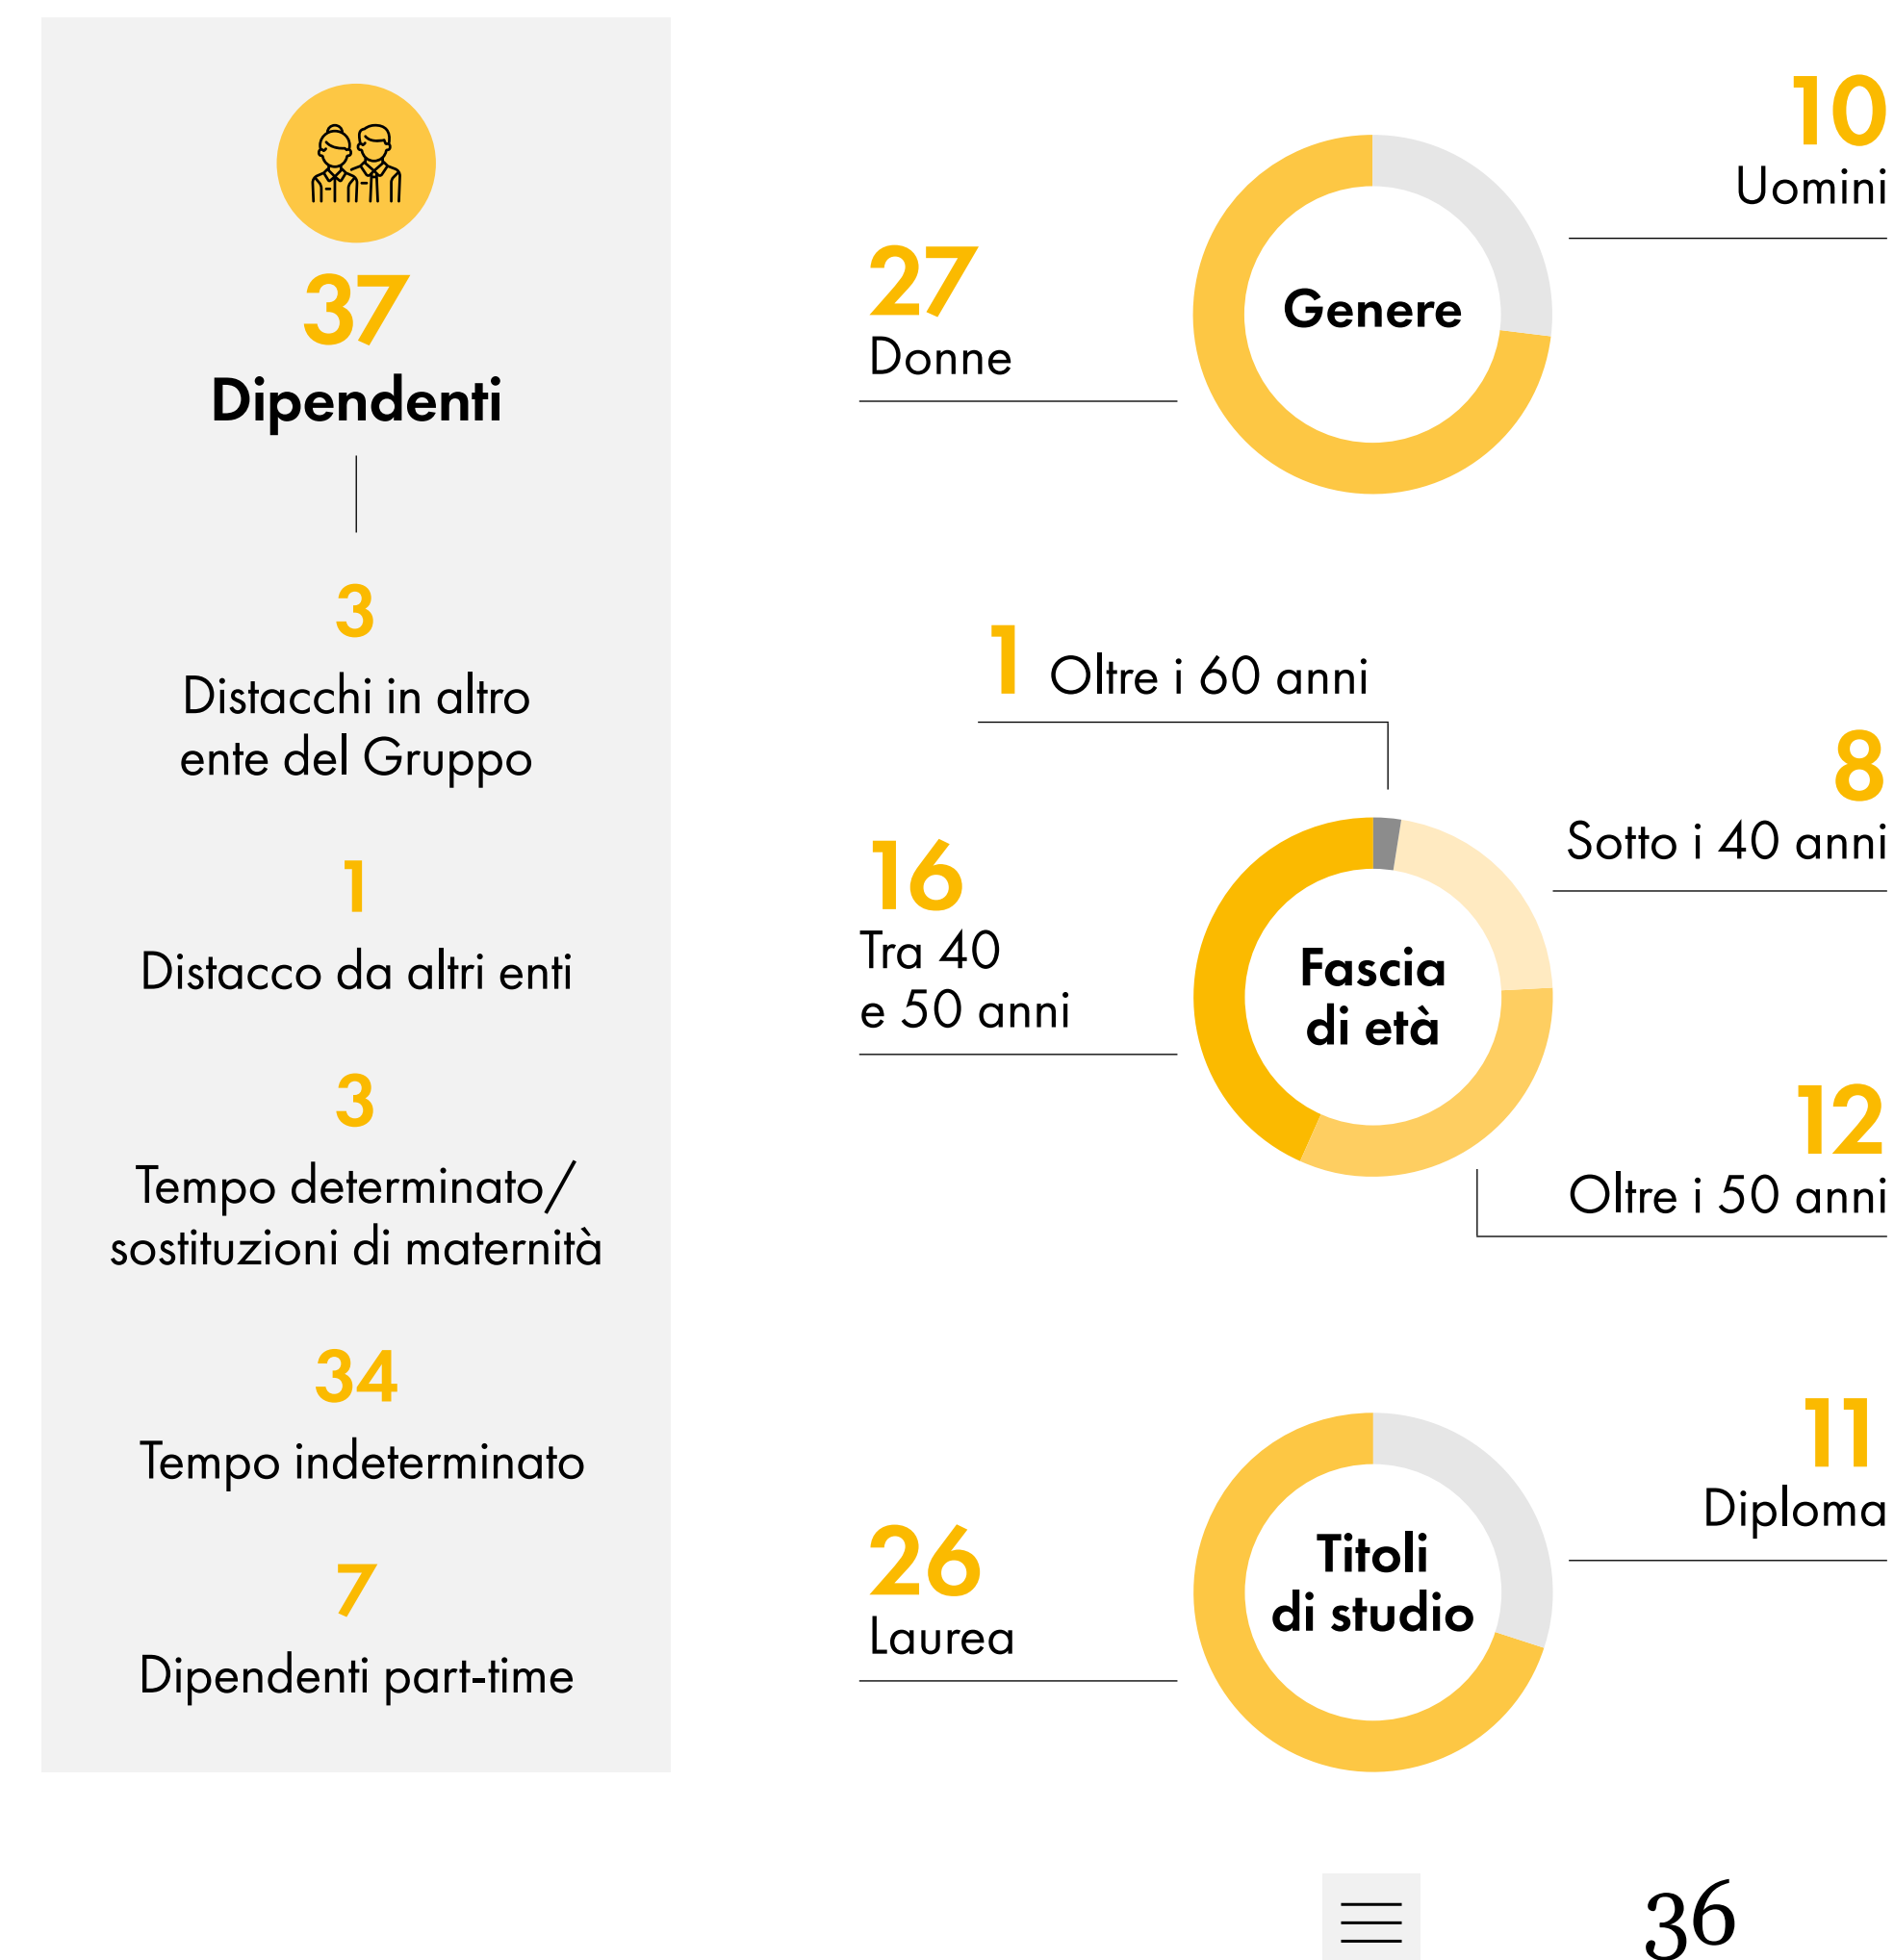 37
Dipendenti
3
Distacchi in altro
ente del Gruppo
1
Distacco da altri enti
3
Tempo determinato/
sostituzioni di maternità
34
Tempo indeterminato
7
Dipendenti part-time
10
Uomini
27
Donne
Genere
1 Oltre i 60 anni
8
Sotto i 40 anni
16
Tra 40
e 50 anni
Fascia
di età
12
Oltre i 50 anni
11
Diploma
26
Laurea
Titoli
di studio
36